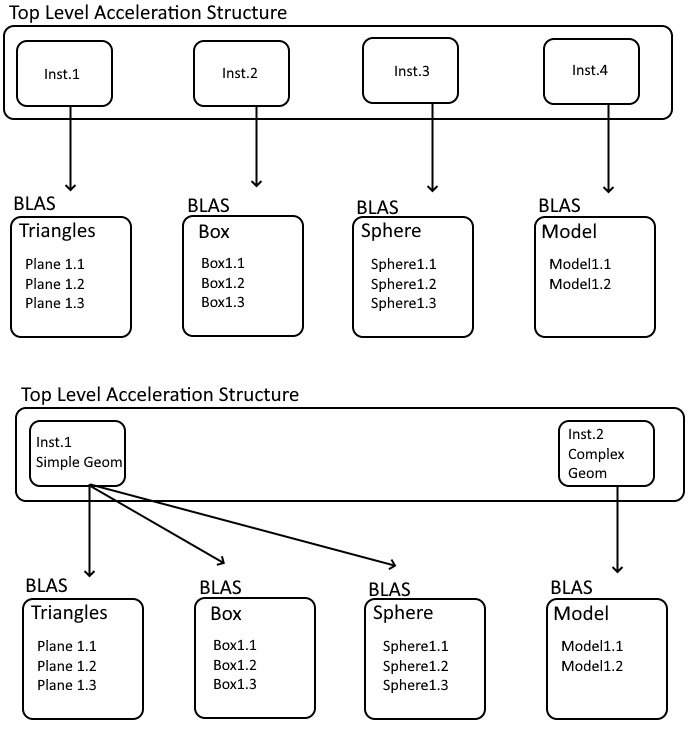 Top Level Acceleration Structure
Inst.1
Inst.2
Inst.3
Inst.4
BLAS
Triangles
Plane 1.1
Plane 1.2
Plane 1.3
BLAS
Box
Box1.1
Box1.2
Box1.3
BLAS
Sphere
Sphere1.1
Sphere1.2
Sphere1.3
BLAS
Model
Model1.1
Model1.2
Top Level Acceleration Structure
Inst.1
Simple Geom
Inst.2
Complex
Geom
BLAS
Triangles
Plane 1.1
Plane 1.2
Plane 1.3
BLAS
Box
Box1.1
Box1.2
Box1.3
BLAS
Sphere
Sphere1.1
Sphere1.2
Sphere1.3
BLAS
Model
Model1.1
Model1.2